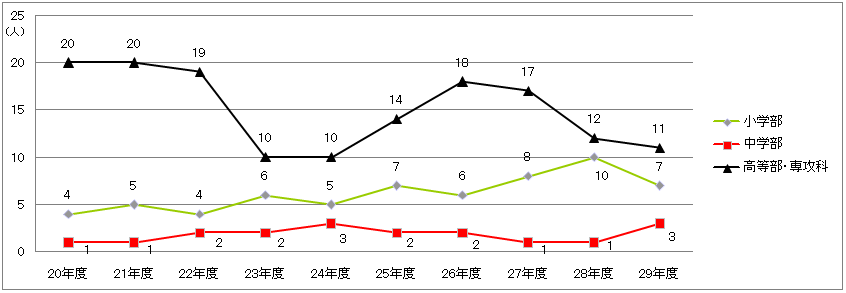 25
(人)
20
15
10
5
0
20 20 19 10 10 14 18 17 12 11
4 5 4 6 5 7 6 8 10 7
1 1 2 2 3 2 2 1 1 3
20年度 21年度 22年度 23年度 24年度 25年度 26年度 27年度 28年度 29年度
小学部
中学部
高等部・専攻科